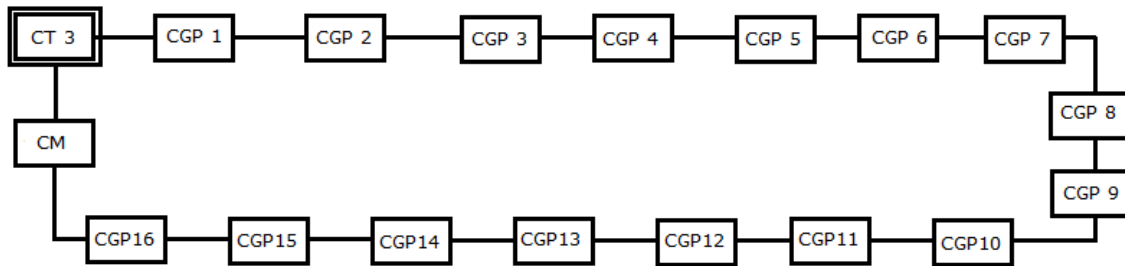 CT 3 CGP 1 CGP 2 CGP 3 CGP 4 CGP 5 CGP 6 CGP 7
CGP 8
CM
CGP 9
CGP16 CGP15 CGP14 CGP13 CGP12 CGP11 CGP10